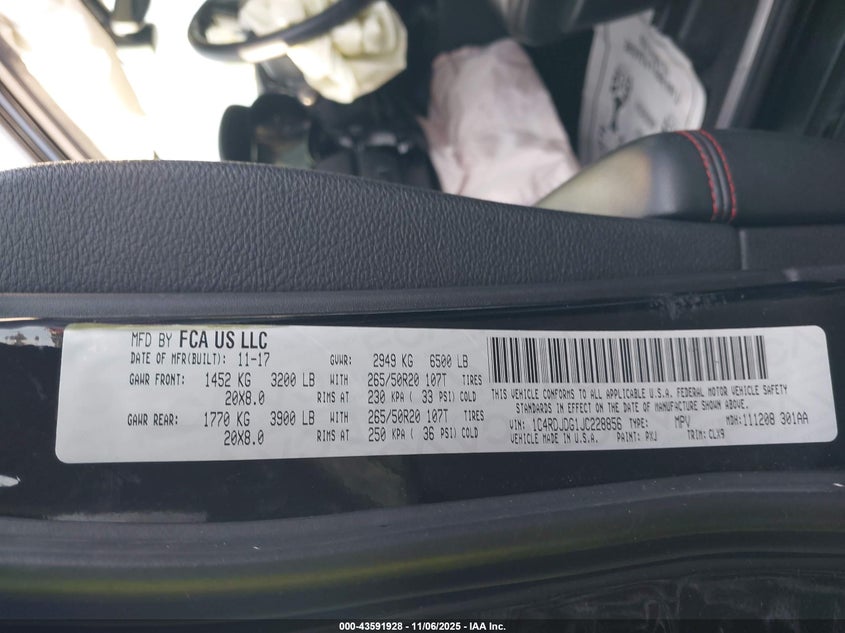 MFD BY FCA US LLC
DATE OF MFR(BUILT): 11-17 GVWR: 2949 KG 6500 LB
GAWR FRONT: 1452 KG 3200 LB WITH 265/50R20 107T TIRES
20X8.0 RIMS AT 230 KPA ( 33 PSI) COLD
GAWR REAR: 1770 KG 3900 LB WITH 265/50R20 107T TIRES
20X8.0 RIMS AT 250 KPA ( 36 PSI) COLD
THIS VEHICLE CONFORMS TO ALL APPLICABLE U.S.A. FEDERAL MOTOR VEHICLE SAFETY
STANDARDS IN EFFECT ON THE DATE OF MANUFACTURE SHOWN ABOVE.
VIN: 1C4RDJDG1JC228856 TYPE: MPV MDH: 111208 301AA
VEHICLE MADE IN U.S.A. PAINT: PXJ TRIM: CLX9
000-43591928 - 11/06/2025 - IAA Inc.